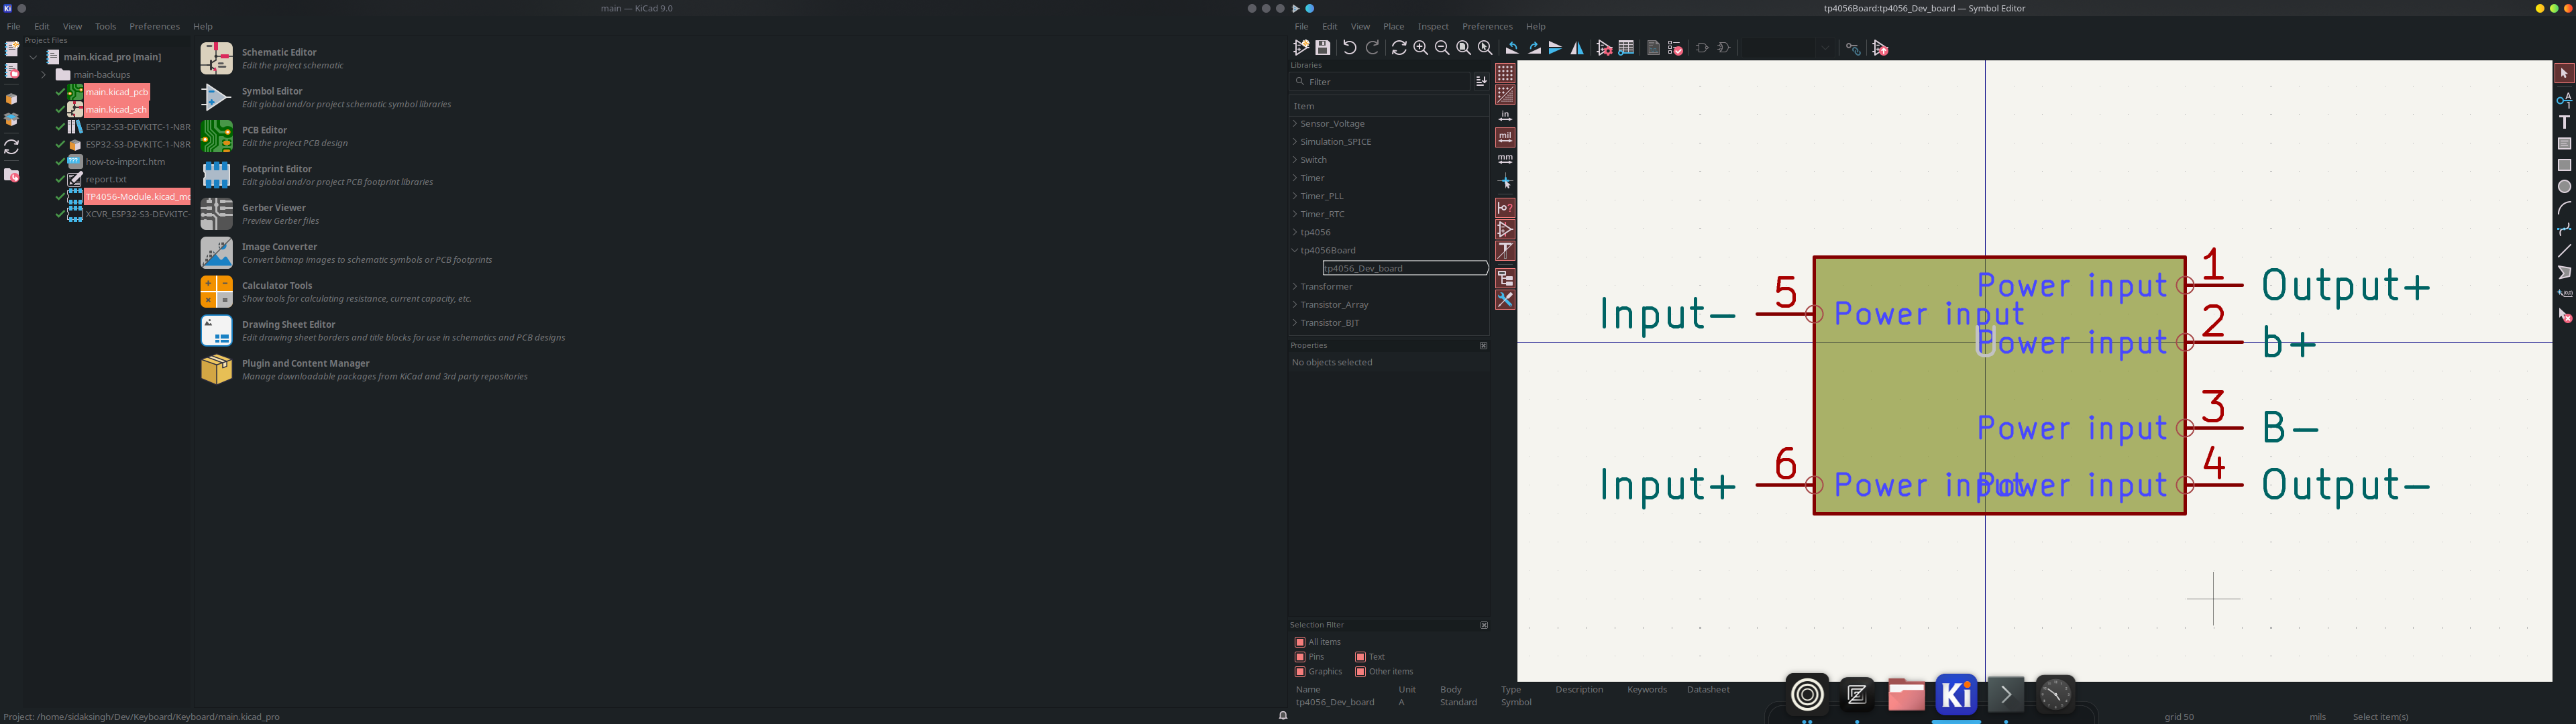 main — KiCad 9.0
File Edit View Tools Preferences Help
Project Files
main.kicad_pro [main]
main-backups
main.kicad_pcb
main.kicad_sch
ESP32-S3-DEVKITC-1-N8R
ESP32-S3-DEVKITC-1-N8R
how-to-import.htm
report.txt
TP4056-Module.kicad_mo
XCVR_ESP32-S3-DEVKITC-
Schematic Editor
Edit the project schematic
Symbol Editor
Edit global and/or project schematic symbol libraries
PCB Editor
Edit the project PCB design
Footprint Editor
Edit global and/or project PCB footprint libraries
Gerber Viewer
Preview Gerber files
Image Converter
Convert bitmap images to schematic symbols or PCB footprints
Calculator Tools
Show tools for calculating resistance, current capacity, etc.
Drawing Sheet Editor
Edit drawing sheet borders and title blocks for use in schematics and PCB designs
Plugin and Content Manager
Manage downloadable packages from KiCad and 3rd party repositories
Project: /home/sidaksingh/Dev/Keyboard/Keyboard/main.kicad_pro
tp4056Board:tp4056_Dev_board — Symbol Editor
File Edit View Place Inspect Preferences Help
Libraries
Filter
Item
Sensor_Voltage
Simulation_SPICE
Switch
Timer
Timer_PLL
Timer_RTC
tp4056
tp4056Board
tp4056_Dev_board
Transformer
Transistor_Array
Transistor_BJT
Properties
No objects selected
Selection Filter
All items
Pins Text
Graphics Other items
in
mil
mm
Power input 1 Output+
Input- 5 Power input
U
Power input 2 b+
Power input 3 B-
Input+ 6 Power input Power input 4 Output-
Name Unit Body Type Description Keywords Datasheet
tp4056_Dev_board A Standard Symbol
Ki
grid 50 mils Select item(s)